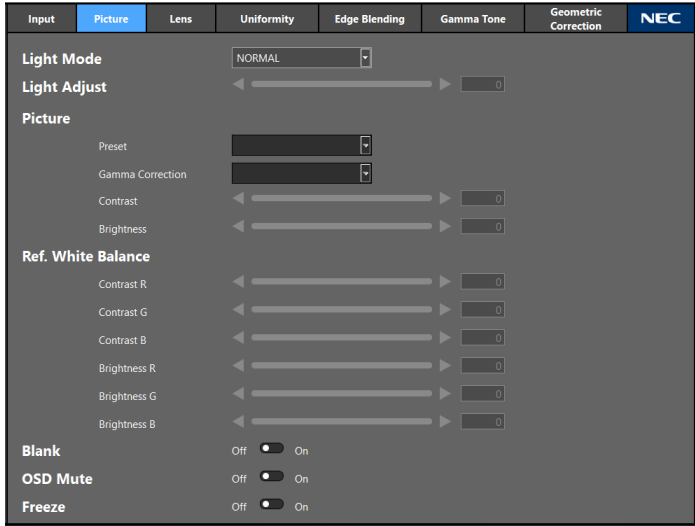 Input Picture Lens Uniformity Edge Blending Gamma Tone Geometric Correction NEC
Light Mode NORMAL
Light Adjust 0
Picture
Preset
Gamma Correction
Contrast 0
Brightness 0
Ref. White Balance
Contrast R 0
Contrast G 0
Contrast B 0
Brightness R 0
Brightness G 0
Brightness B 0
Blank Off On
OSD Mute Off On
Freeze Off On